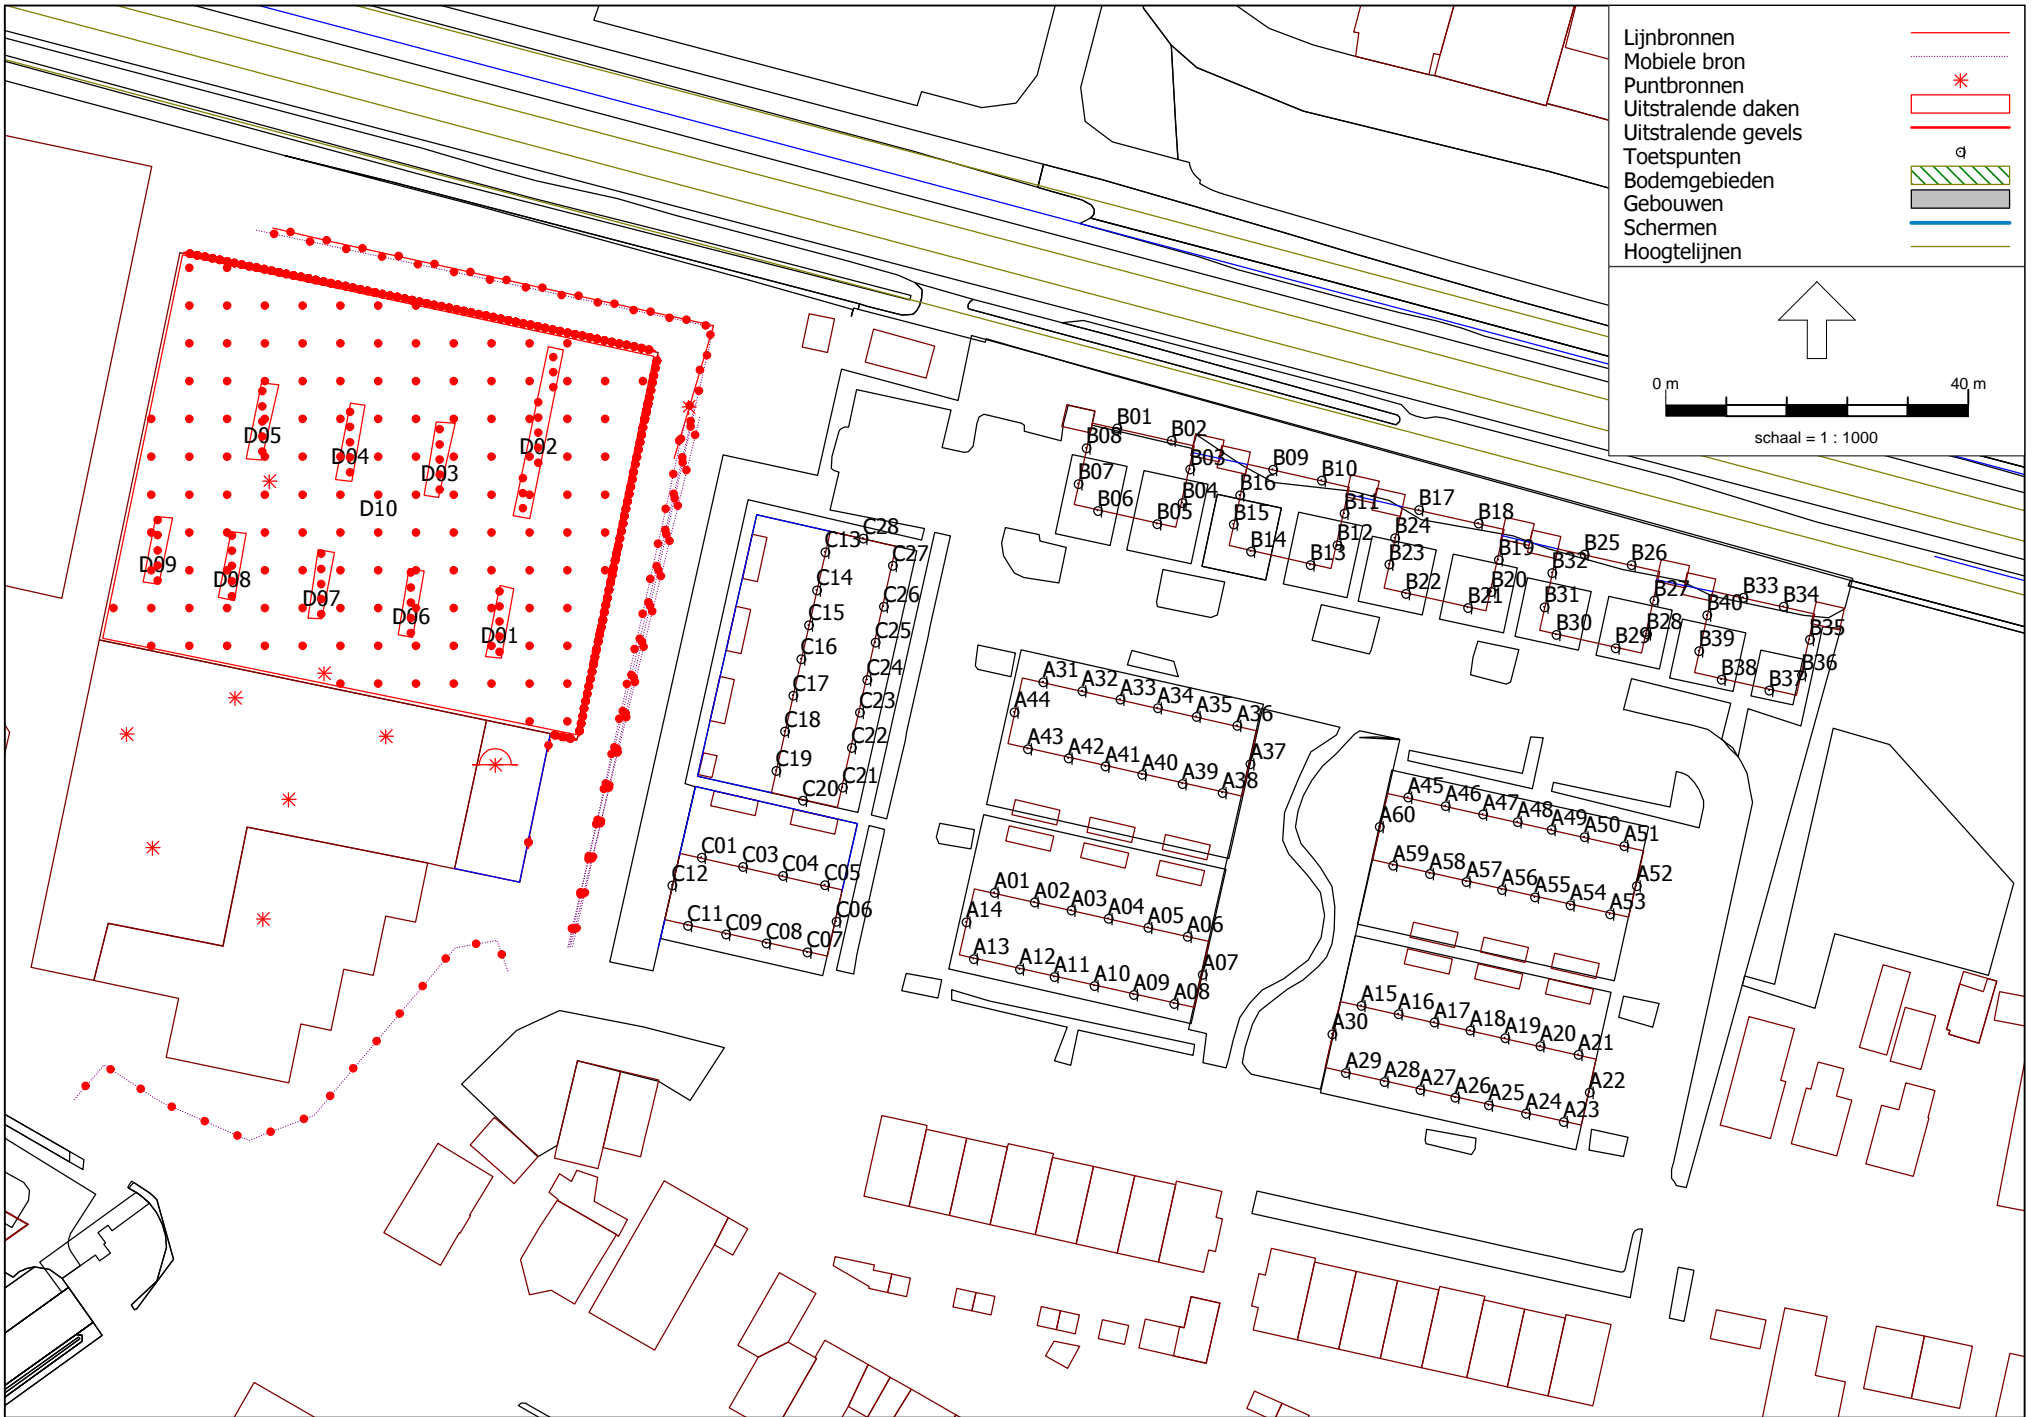 Lijnbronnen
Mobiele bron
Puntbronnen
Uitstralende daken
Uitstralende gevels
Toetspunten
Bodemgebieden
Gebouwen
Schermen
Hoogtelijnen
0 m 40 m
schaal = 1 : 1000
D05
D04
D03
D02
D10
D09
D08
D07
D06
D01
B01
B02
B08
B03
B07
B04
B06
B05
B09
B10
B16
B11
B15
B12
B14
B13
B17
B18
B24
B19
B23
B20
B22
B21
B25
B26
B32
B27
B31
B28
B30
B29
B33
B34
B40
B35
B39
B36
B38
B37
C28
C13
C27
C14
C26
C15
C25
C16
C24
C17
C23
C18
C22
C19
C21
C20
C01
C03
C04
C05
C12
C06
C11
C09
C08
C07
A31
A32
A33
A34
A35
A36
A44
A37
A43
A42
A41
A40
A39
A38
A01
A02
A03
A04
A05
A06
A14
A07
A13
A12
A11
A10
A09
A08
A45
A46
A47
A48
A49
A50
A51
A60
A52
A59
A58
A57
A56
A55
A54
A53
A15
A16
A17
A18
A19
A20
A21
A30
A22
A29
A28
A27
A26
A25
A24
A23